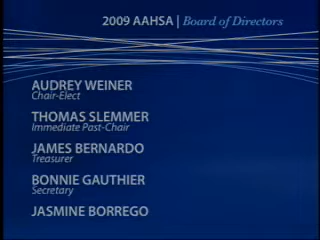 2009 AAHSA | Board of Directors
AUDREY WEINER
Chair-Elect
THOMAS SLEMMER
Immediate Past-Chair
JAMES BERNARDO
Treasurer
BONNIE GAUTHIER
Secretary
JASMINE BORREGO